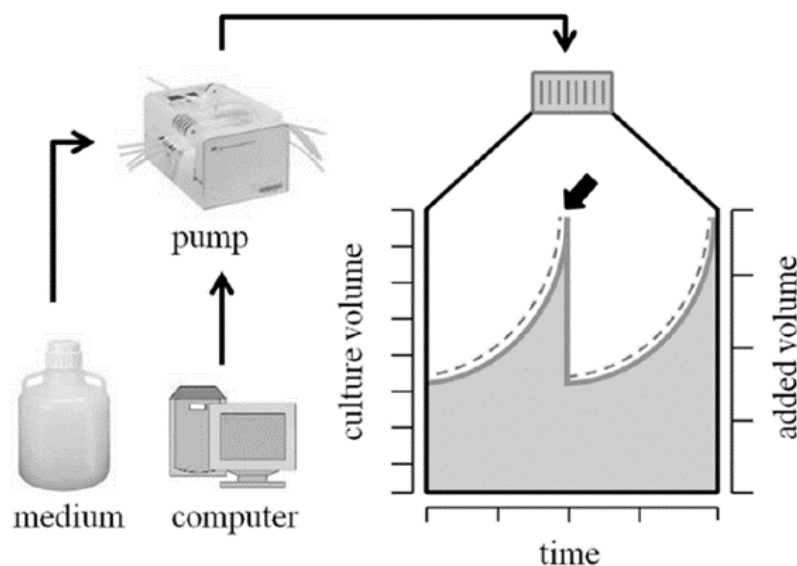 pump
medium
computer
culture volume
added volume
time